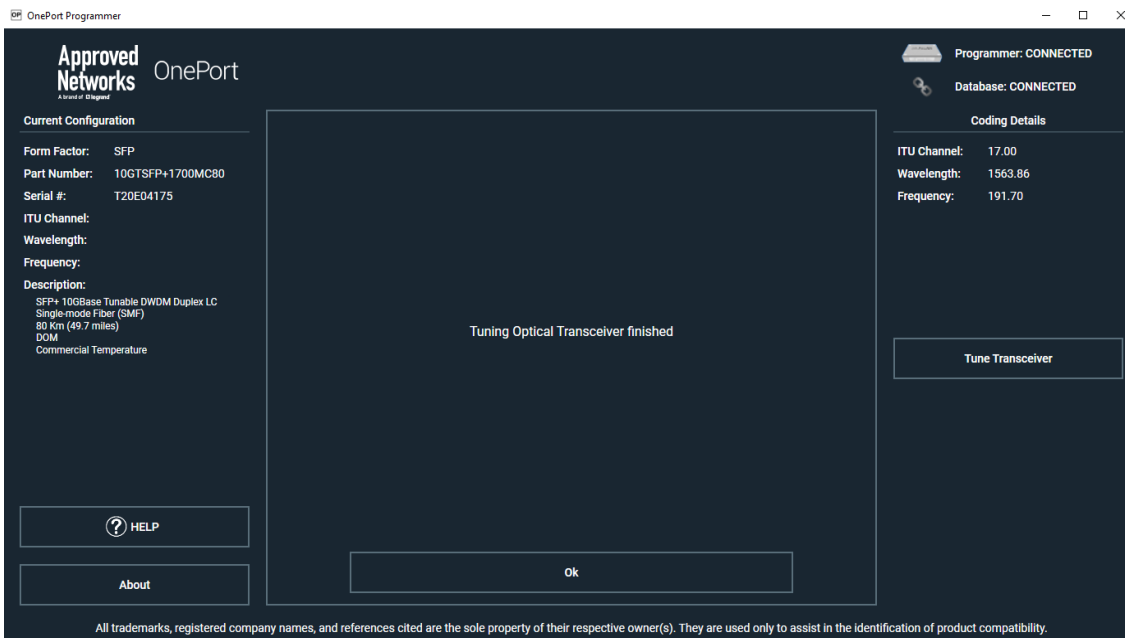 OP OnePort Programmer
Approved
Networks
A brand of legrand
OnePort
Programmer: CONNECTED
Database: CONNECTED
Current Configuration
Form Factor: SFP
Part Number: 10GTSFP+1700MC80
Serial #: T20E04175
ITU Channel:
Wavelength:
Frequency:
Description:
SFP+ 10GBase Tunable DWDM Duplex LC
Single-mode Fiber (SMF)
80 Km (49.7 miles)
DOM
Commercial Temperature
? HELP
About
Tuning Optical Transceiver finished
Ok
Coding Details
ITU Channel: 17.00
Wavelength: 1563.86
Frequency: 191.70
Tune Transceiver
All trademarks, registered company names, and references cited are the sole property of their respective owner(s). They are used only to assist in the identification of product compatibility.